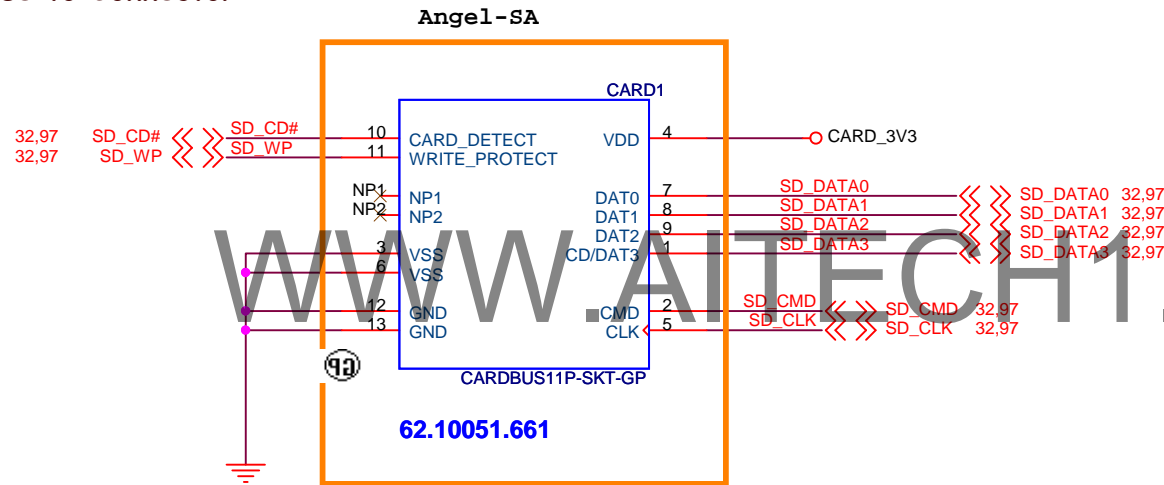 Angel-SA
CARD1
32,97 SD_CD# SD_CD# 10 CARD_DETECT VDD 4 CARD_3V3
32,97 SD_WP SD_WP 11 WRITE_PROTECT
NP1 NP1 DAT0 7 SD_DATA0 SD_DATA0 32,97
NP2 NP2 DAT1 8 SD_DATA1 SD_DATA1 32,97
DAT2 9 SD_DATA2 SD_DATA2 32,97
3 VSS CD/DAT3 1 SD_DATA3 SD_DATA3 32,97
6 VSS
WWW.AITECH1.
12 GND CMD 2 SD_CMD SD_CMD 32,97
13 GND CLK 5 SD_CLK SD_CLK 32,97
GP
CARDBUS11P-SKT-GP
62.10051.661